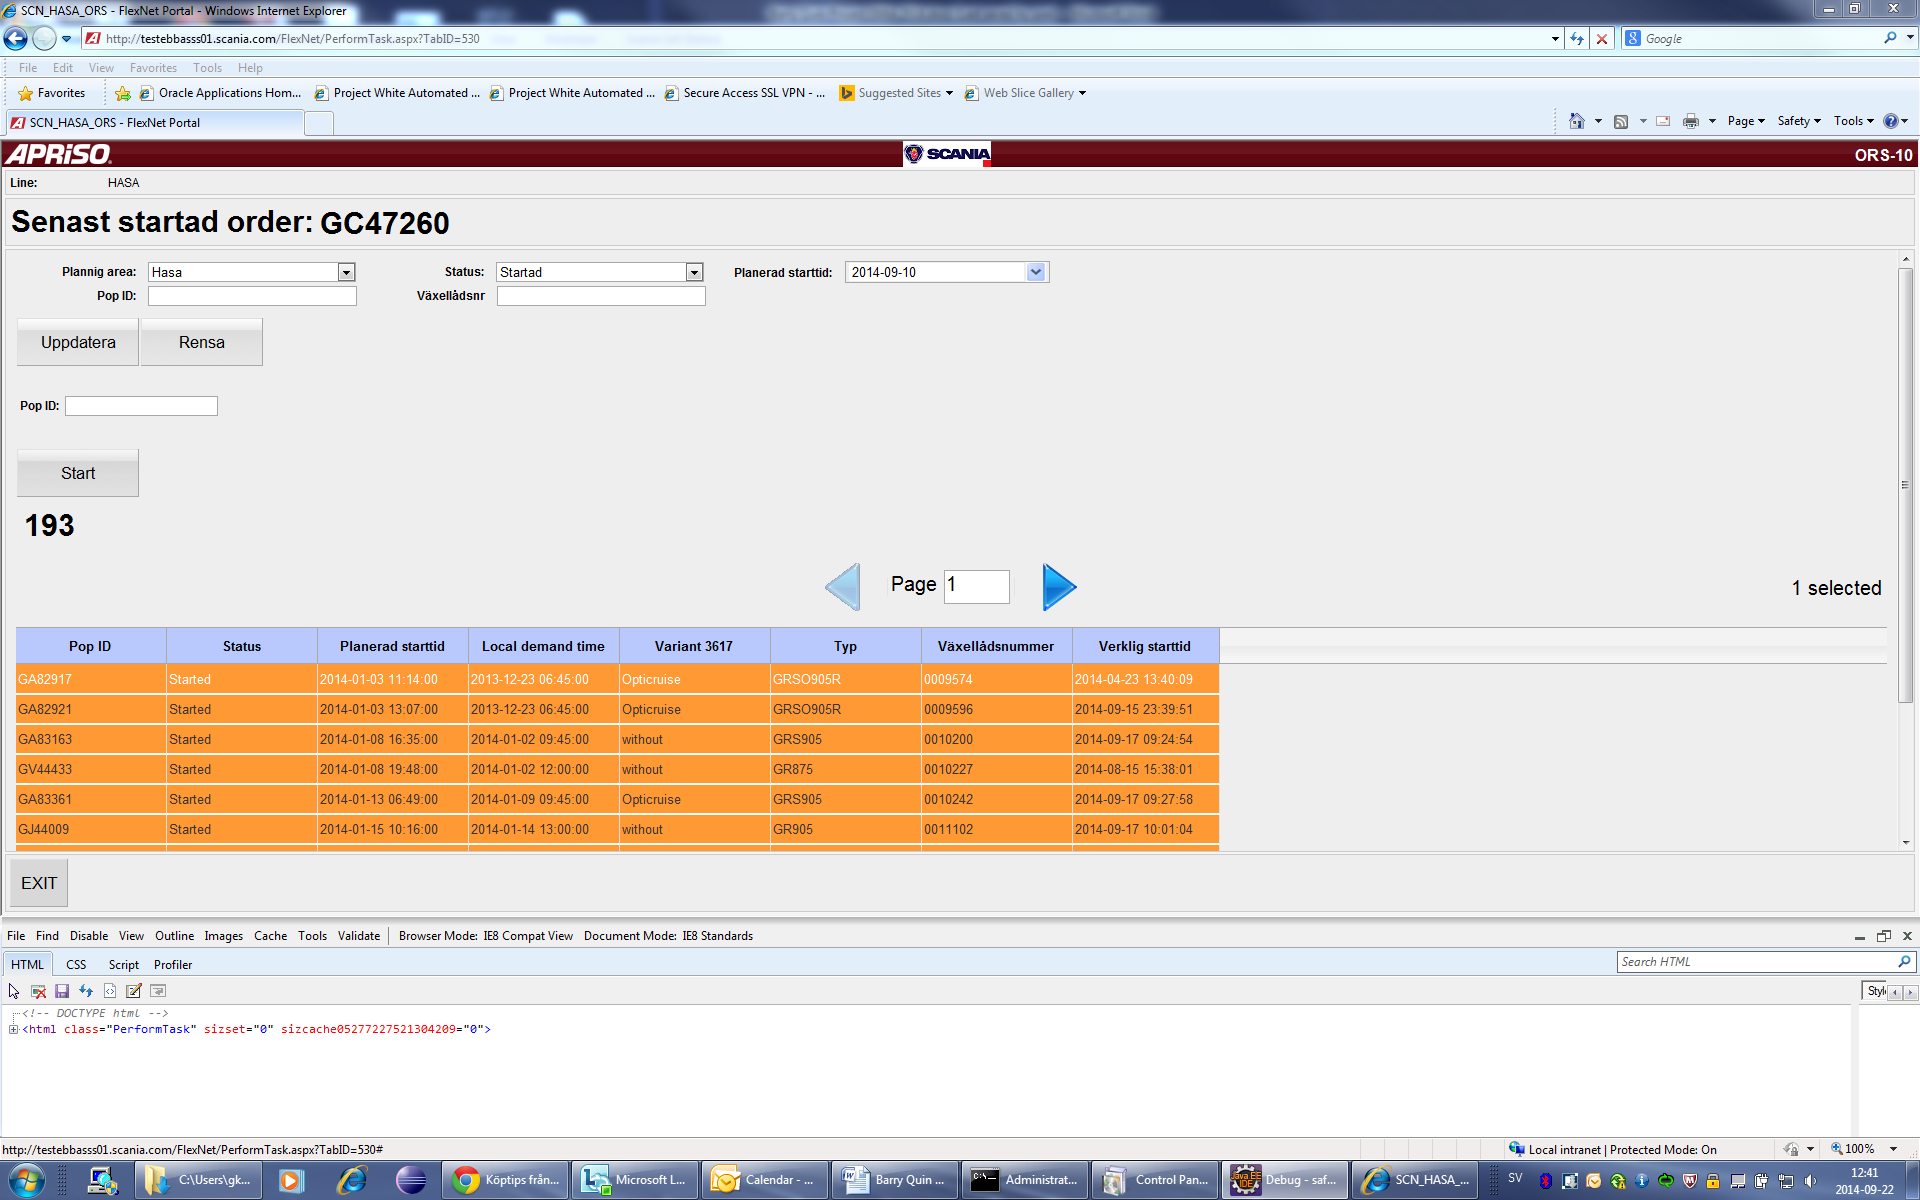 SCN_HASA_ORS - FlexNet Portal - Windows Internet Explorer
http://testebbasss01.scania.com/FlexNet/PerformTask.aspx?TabID=530
Google
File Edit View Favorites Tools Help
Favorites Oracle Applications Hom... Project White Automated ... Project White Automated ... Secure Access SSL VPN - ... Suggested Sites Web Slice Gallery
SCN_HASA_ORS - FlexNet Portal
Page Safety Tools
APRISO SCANIA ORS-10
Line: HASA
Senast startad order: GC47260
Plannig area: Hasa Status: Startad Planerad starttid: 2014-09-10
Pop ID: Växellådsnr
Uppdatera Rensa
Pop ID:
Start
193
Page 1 1 selected
Pop ID Status Planerad starttid Local demand time Variant 3617 Typ Växellådsnummer Verklig starttid
GA82917 Started 2014-01-03 11:14:00 2013-12-23 06:45:00 Opticruise GRSO905R 0009574 2014-04-23 13:40:09
GA82921 Started 2014-01-03 13:07:00 2013-12-23 06:45:00 Opticruise GRSO905R 0009596 2014-09-15 23:39:51
GA83163 Started 2014-01-08 16:35:00 2014-01-02 09:45:00 without GRS905 0010200 2014-09-17 09:24:54
GV44433 Started 2014-01-08 19:48:00 2014-01-02 12:00:00 without GR875 0010227 2014-08-15 15:38:01
GA83361 Started 2014-01-13 06:49:00 2014-01-09 09:45:00 Opticruise GRS905 0010242 2014-09-17 09:27:58
GJ44009 Started 2014-01-15 10:16:00 2014-01-14 13:00:00 without GR905 0011102 2014-09-17 10:01:04
EXIT
File Find Disable View Outline Images Cache Tools Validate Browser Mode: IE8 Compat View Document Mode: IE8 Standards
HTML CSS Script Profiler
Search HTML
Style
<!-- DOCTYPE html -->
<html class="PerformTask" sizset="0" sizcache05277227521304209="0">
http://testebbasss01.scania.com/FlexNet/PerformTask.aspx?TabID=530#
Local intranet | Protected Mode: On
100%
C:\Users\gk... Köptips från... Microsoft L... Calendar - ... Barry Quin ... Administrat... Control Pan... Debug - saf... SCN_HASA_...
SV
12:41
2014-09-22